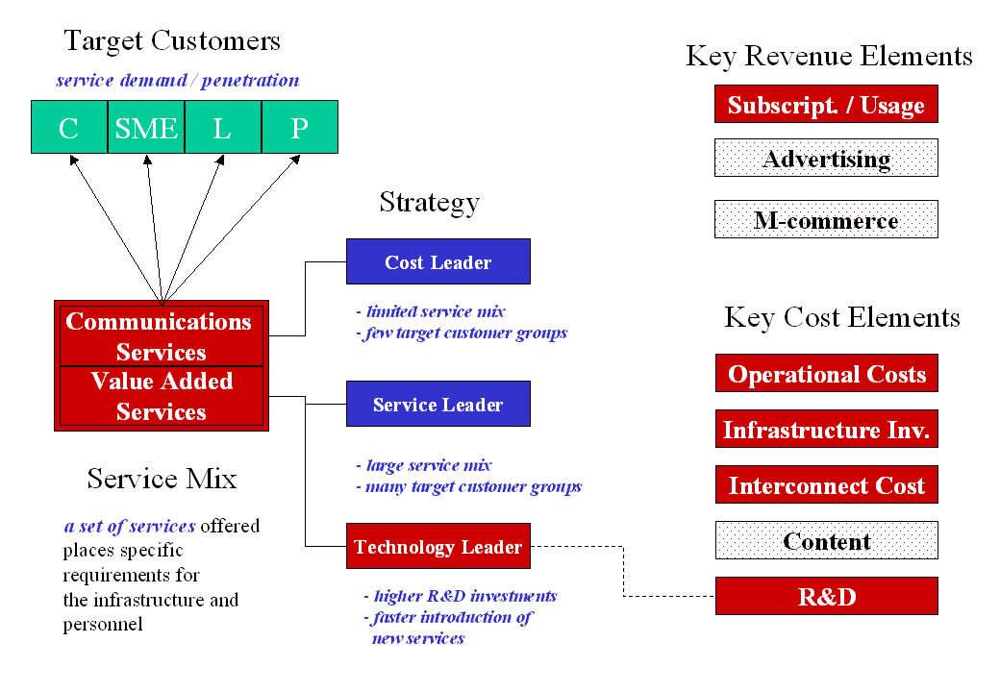 Target Customers
service demand / penetration
C SME L P
Strategy
Cost Leader
- limited service mix
- few target customer groups
Communications
Services
Value Added
Services
Service Leader
- large service mix
- many target customer groups
Service Mix
a set of services offered
places specific
requirements for
the infrastructure and
personnel
Technology Leader
- higher R&D investments
- faster introduction of
new services
Key Revenue Elements
Subscript. / Usage
Advertising
M-commerce
Key Cost Elements
Operational Costs
Infrastructure Inv.
Interconnect Cost
Content
R&D